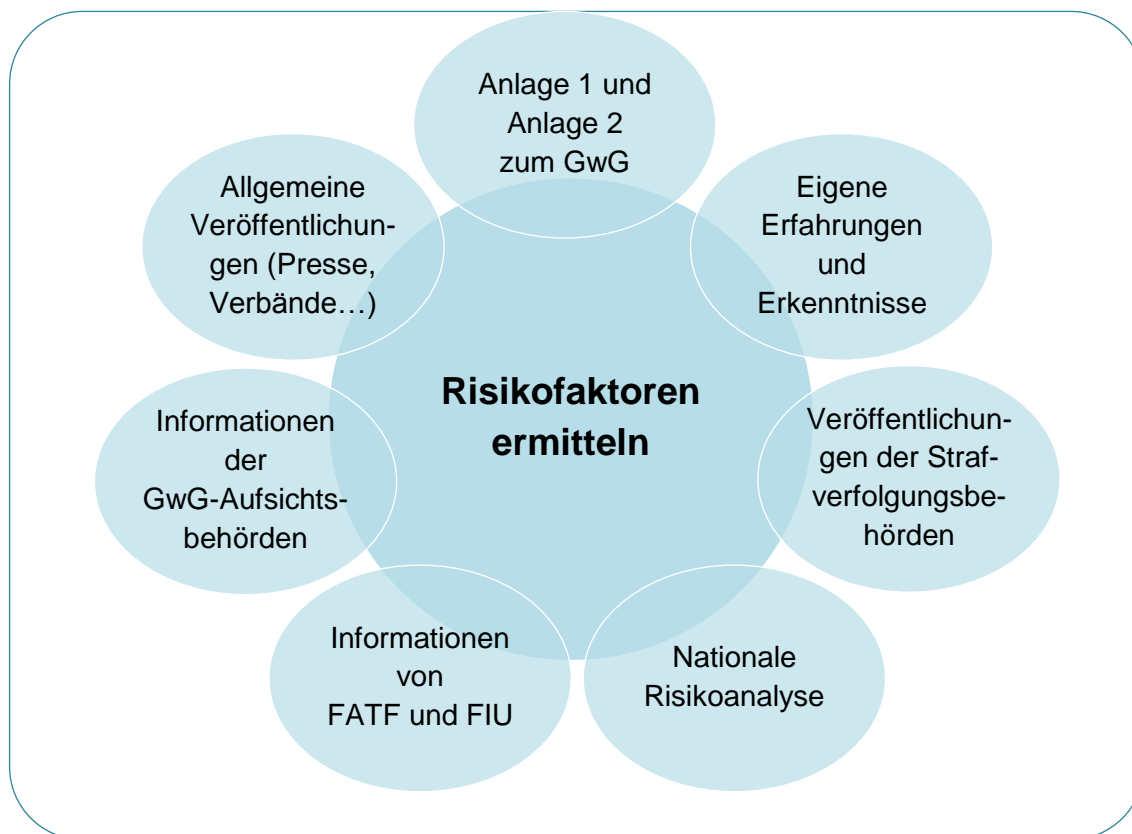 Anlage 1 und
Anlage 2
zum GwG
Eigene
Erfahrungen
und
Erkenntnisse
Veröffentlichun-
gen der Straf-
verfolgungsbe-
hörden
Nationale
Risikoanalyse
Informationen
von
FATF und FIU
Informationen
der
GwG-Aufsichts-
behörden
Allgemeine
Veröffentlichun-
gen (Presse,
Verbände…)
Risikofaktoren
ermitteln